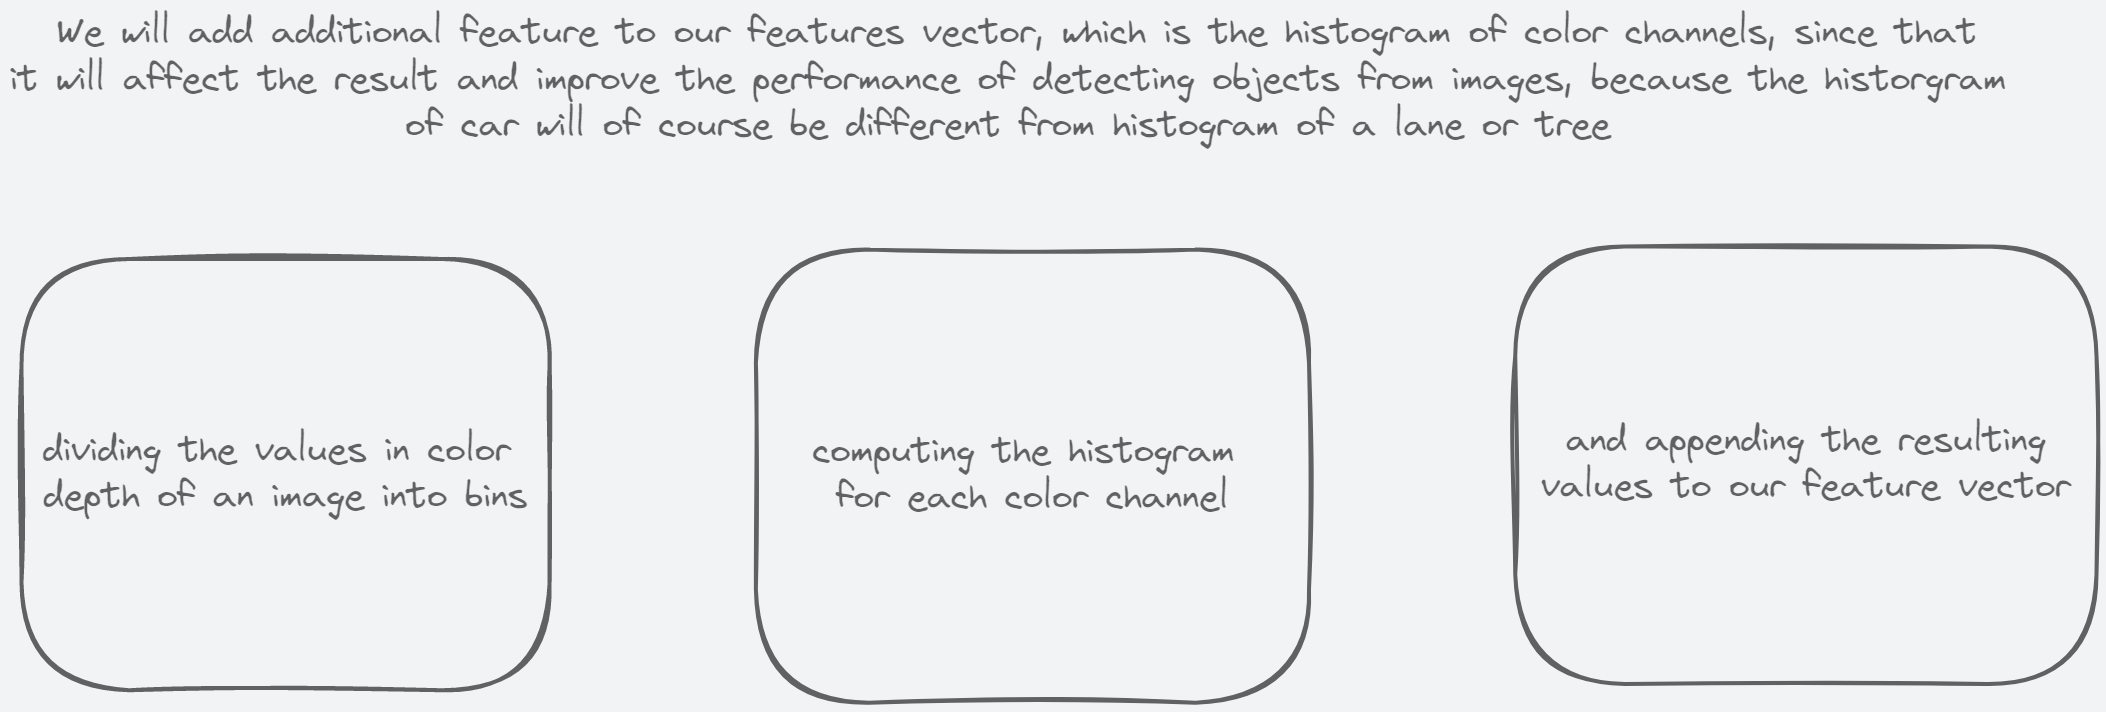 We will add additional feature to our features vector, which is the histogram of color channels, since that
it will affect the result and improve the performance of detecting objects from images, because the historgram
of car will of course be different from histogram of a lane or tree
dividing the values in color
depth of an image into bins
computing the histogram
for each color channel
and appending the resulting
values to our feature vector